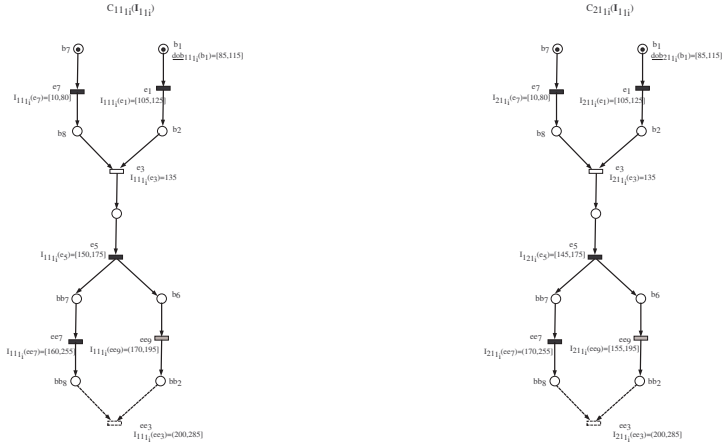 C111i(I11i)
b7
b1
dob111i(b1)=[85,115]
e7
I111i(e7)=[10,80]
e1
I111i(e1)=[105,125]
b8
b2
e3
I111i(e3)=135
e5
I111i(e5)=[150,175]
bb7
b6
ee7
I111i(ee7)=[160,255]
ee9
I111i(ee9)=(170,195]
bb8
bb2
ee3
I111i(ee3)=(200,285]
C211i(I11i)
b7
b1
dob211i(b1)=[85,115]
e7
I211i(e7)=[10,80]
e1
I211i(e1)=[105,125]
b8
b2
e3
I211i(e3)=135
e5
I121i(e5)=[145,175]
bb7
b6
ee7
I211i(ee7)=(170,255]
ee9
I211i(ee9)=[155,195]
bb8
bb2
ee3
I211i(ee3)=(200,285]